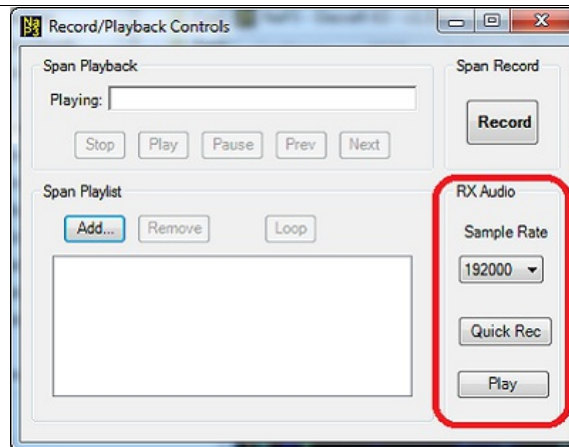 Record/Playback Controls
Span Playback
Playing:
Stop Play Pause Prev Next
Span Record
Record
Span Playlist
Add... Remove Loop
RX Audio
Sample Rate
192000
Quick Rec
Play